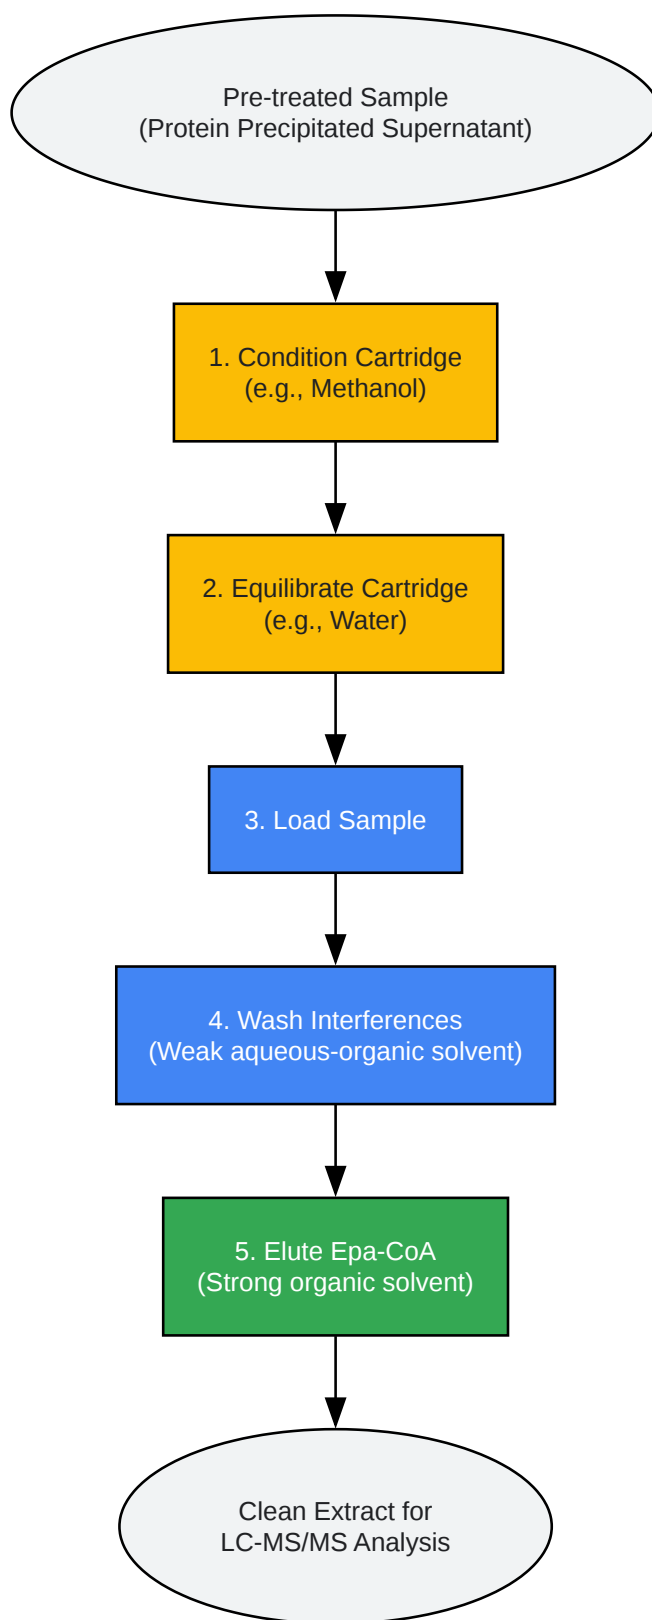 Pre-treated Sample
(Protein Precipitated Supernatant)
1. Condition Cartridge
(e.g., Methanol)
2. Equilibrate Cartridge
(e.g., Water)
3. Load Sample
4. Wash Interferences
(Weak aqueous-organic solvent)
5. Elute Epa-CoA
(Strong organic solvent)
Clean Extract for
LC-MS/MS Analysis